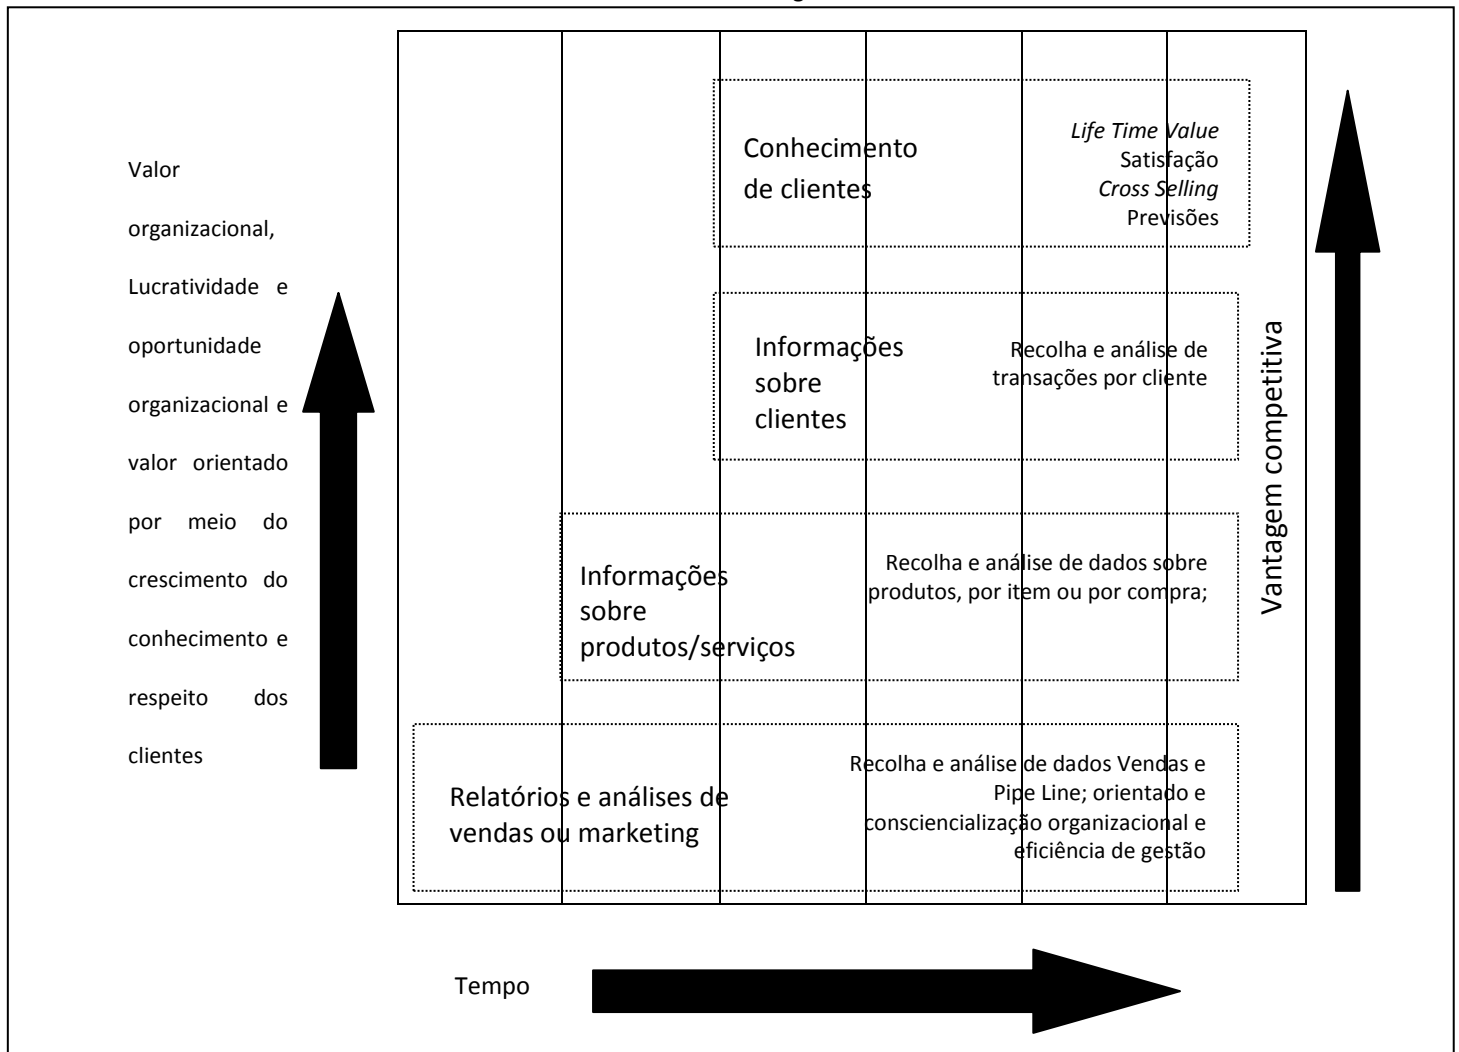 Valor
organizacional,
Lucratividade e
oportunidade
organizacional e
valor orientado
por meio do
crescimento do
conhecimento e
respeito dos
clientes
Conhecimento
de clientes
Life Time Value
Satisfação
Cross Selling
Previsões
Informações
sobre
clientes
Recolha e análise de
transações por cliente
Informações
sobre
produtos/serviços
Recolha e análise de dados sobre
produtos, por item ou por compra;
Relatórios e análises de
vendas ou marketing
Recolha e análise de dados Vendas e
Pipe Line; orientado e
consciencialização organizacional e
eficiência de gestão
Vantagem competitiva
Tempo